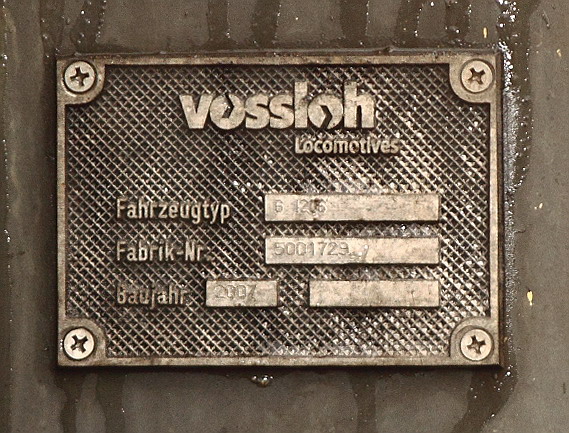 vossloh
Locomotives
Fahrzeugtyp G 1206
Fabrik-Nr. 5001729
Baujahr 2007